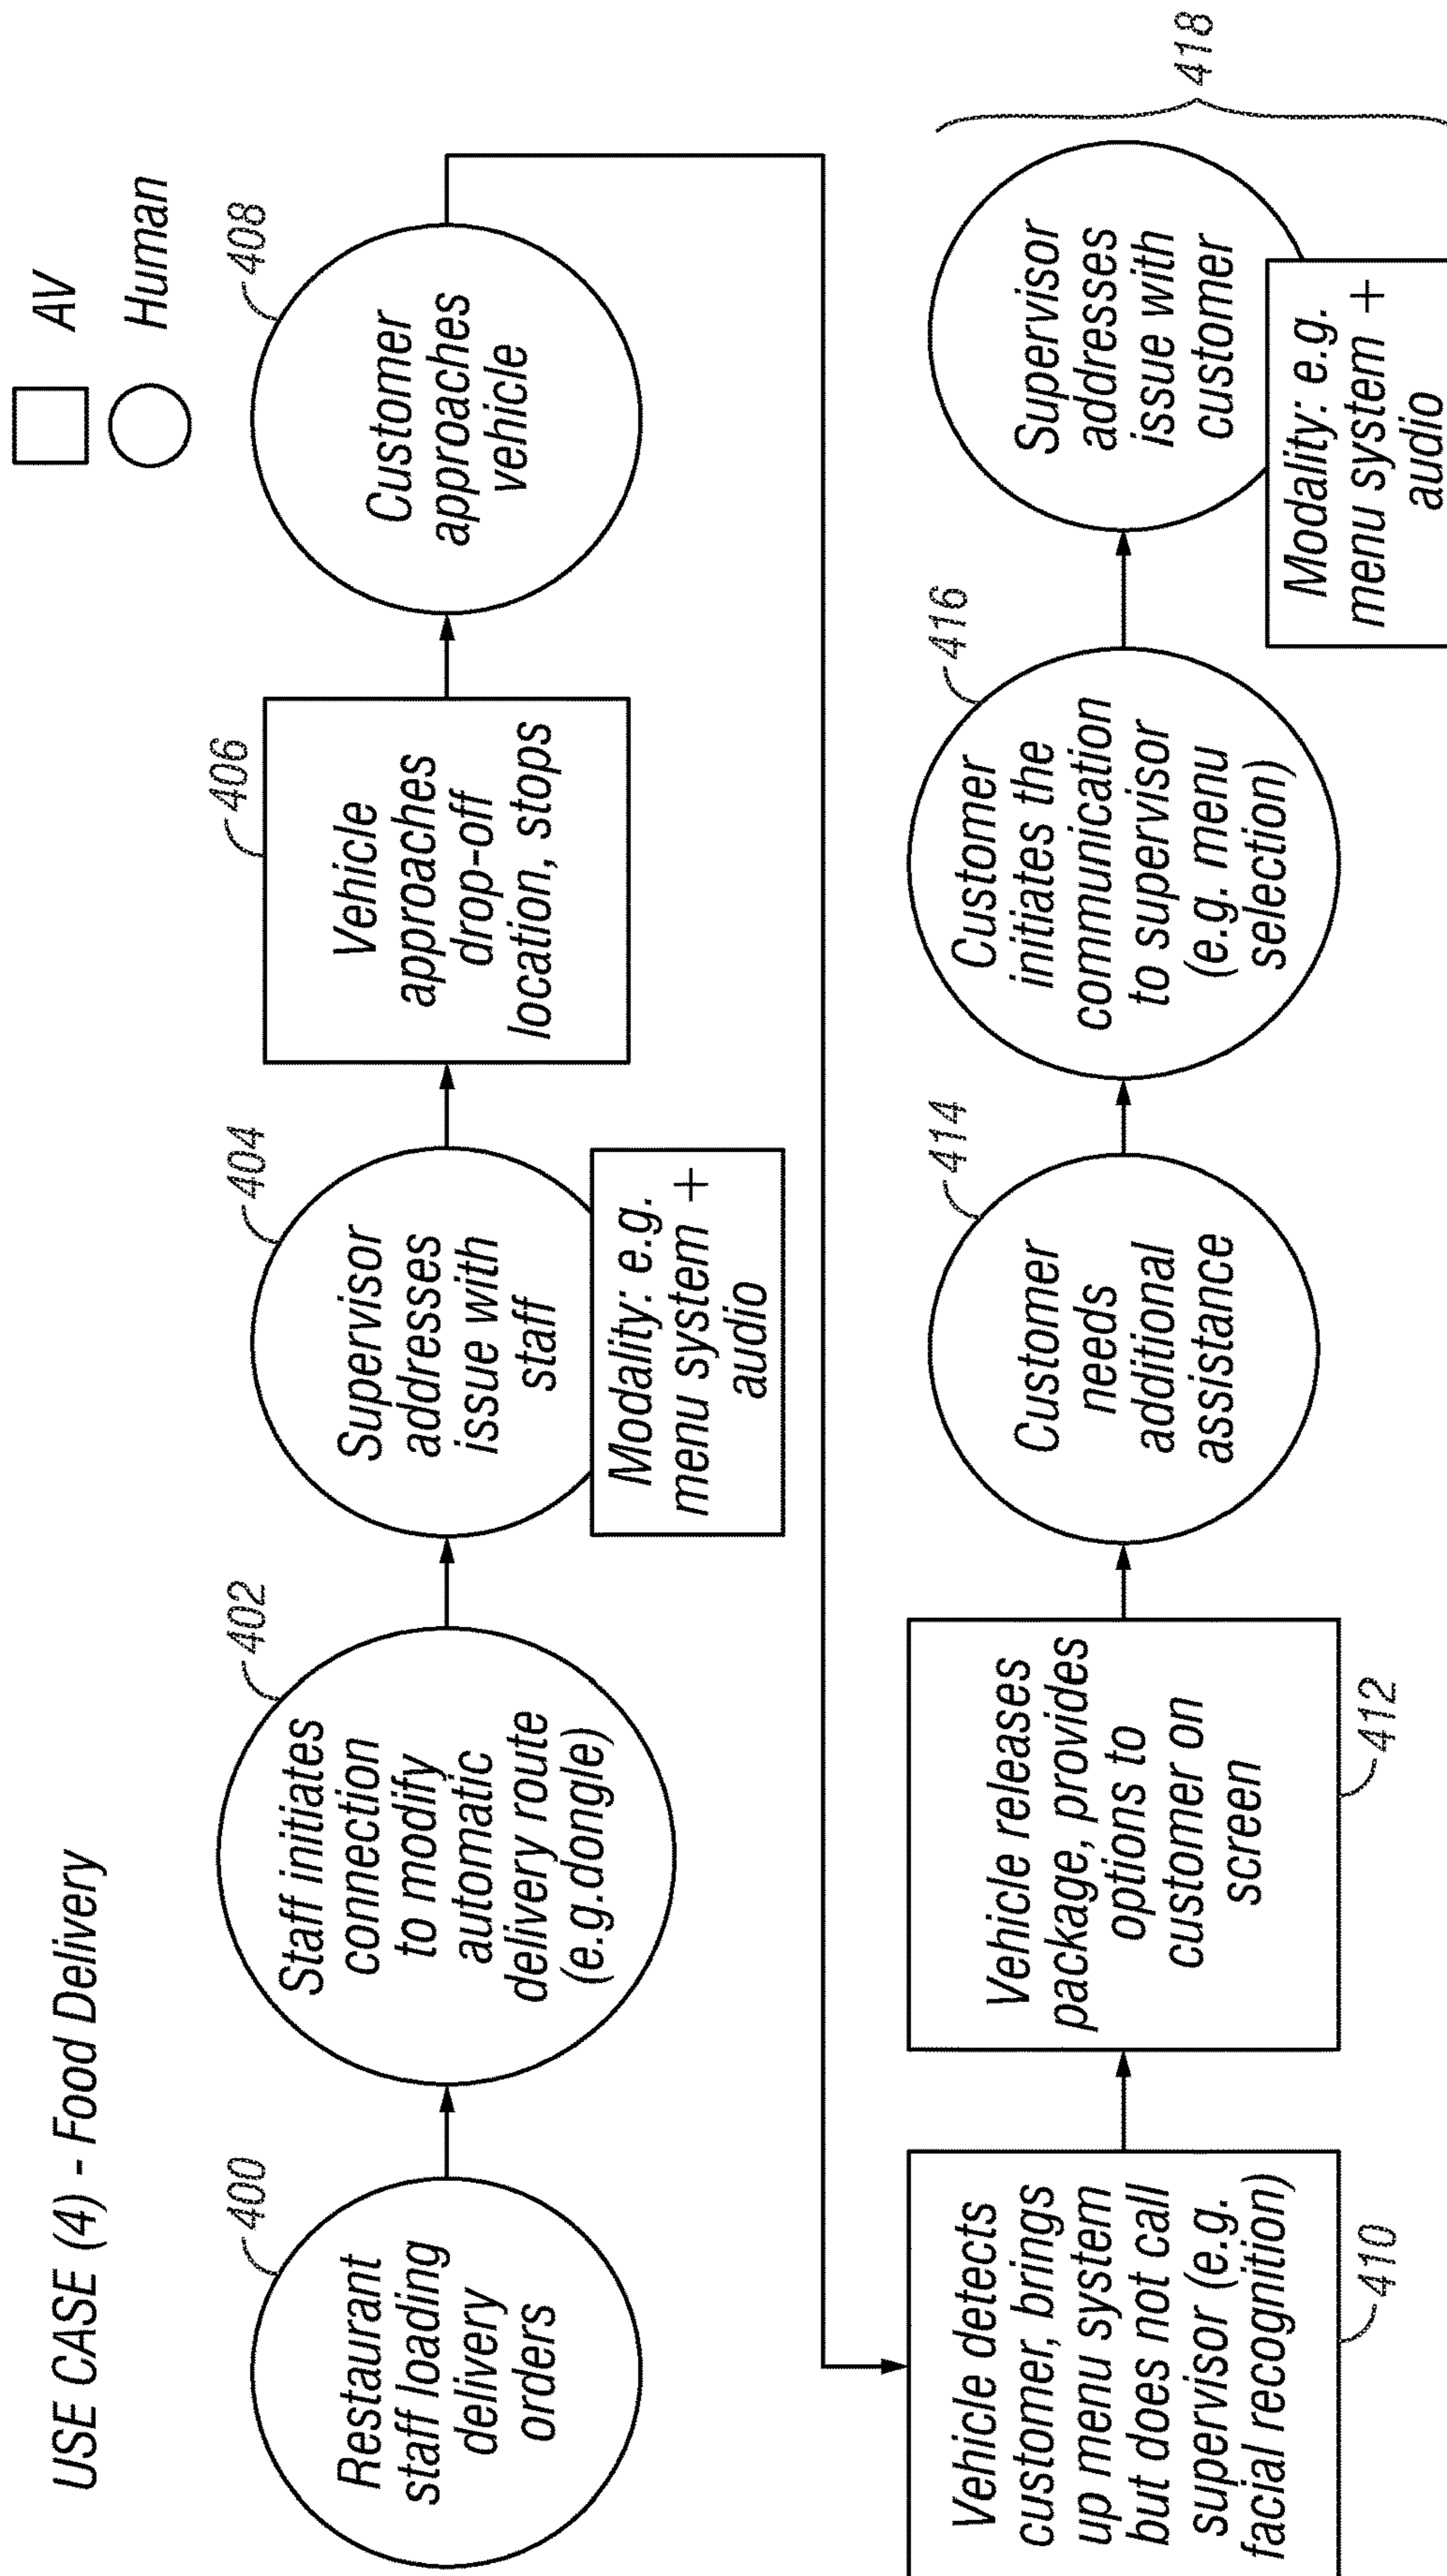 USE CASE (4) - Food Delivery
AV
Human
400
Restaurant
staff loading
delivery
orders
402
Staff initiates
connection
to modify
automatic
delivery route
(e.g.dongle)
404
Supervisor
addresses
issue with
staff
Modality: e.g.
menu system +
audio
406
Vehicle
approaches
drop-off
location, stops
408
Customer
approaches
vehicle
Vehicle detects
customer, brings
up menu system
but does not call
supervisor (e.g.
facial recognition)
410
Vehicle releases
package, provides
options to
customer on
screen
412
414
Customer
needs
additional
assistance
416
Customer
initiates the
communication
to supervisor
(e.g. menu
selection)
Supervisor
addresses
issue with
customer
Modality: e.g.
menu system +
audio
418